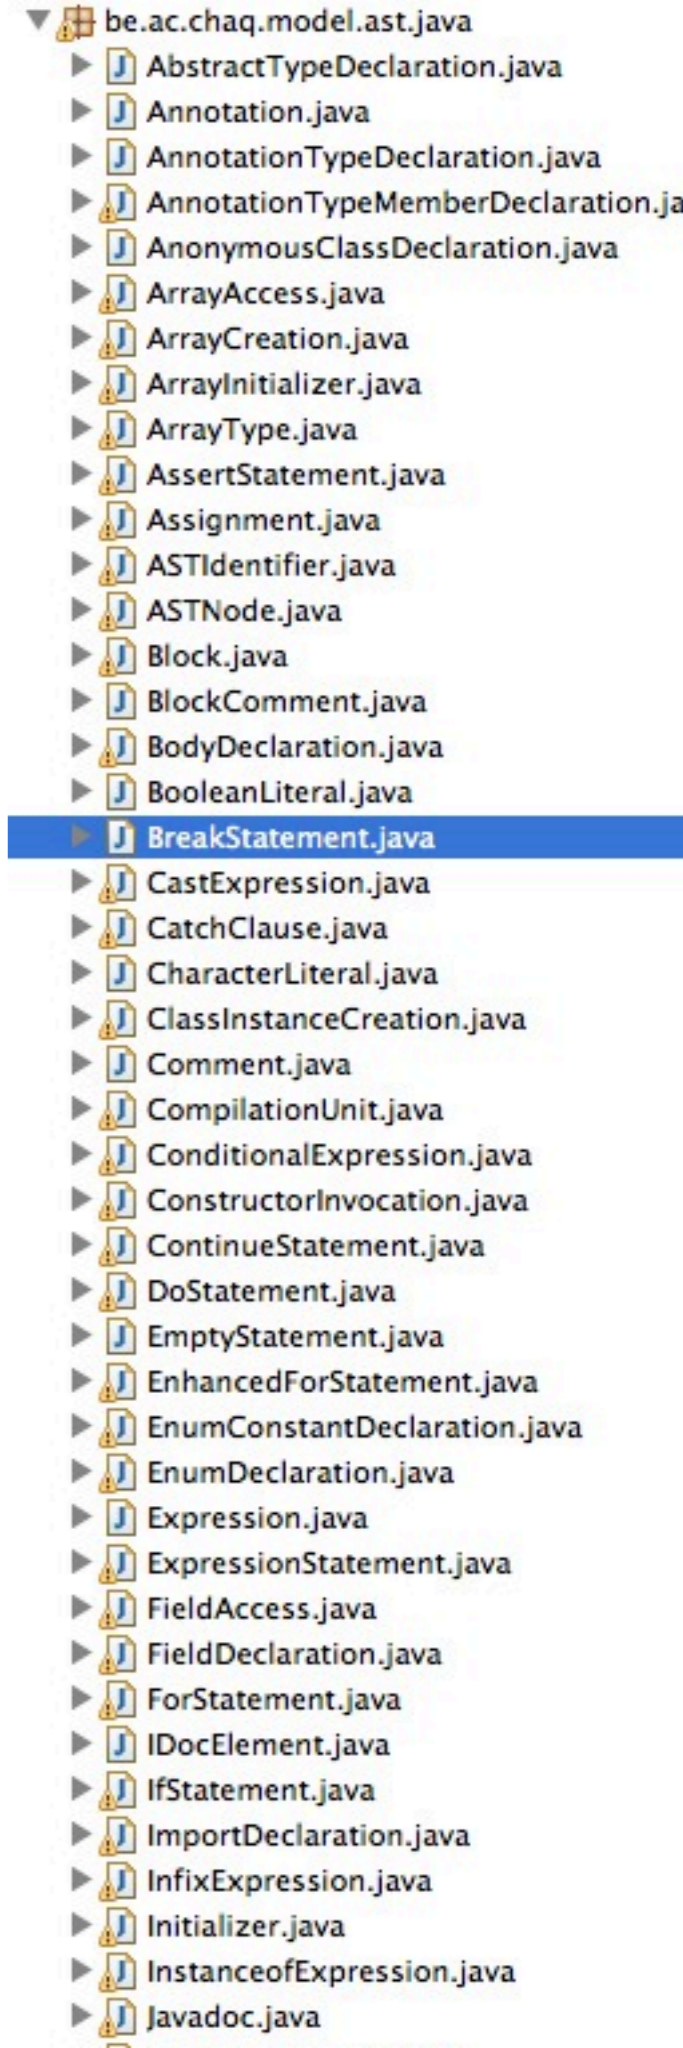 be.ac.chaq.model.ast.java
AbstractTypeDeclaration.java
Annotation.java
AnnotationTypeDeclaration.java
AnnotationTypeMemberDeclaration.ja
AnonymousClassDeclaration.java
ArrayAccess.java
ArrayCreation.java
ArrayInitializer.java
ArrayType.java
AssertStatement.java
Assignment.java
ASTIdentifier.java
ASTNode.java
Block.java
BlockComment.java
BodyDeclaration.java
BooleanLiteral.java
BreakStatement.java
CastExpression.java
CatchClause.java
CharacterLiteral.java
ClassInstanceCreation.java
Comment.java
CompilationUnit.java
ConditionalExpression.java
ConstructorInvocation.java
ContinueStatement.java
DoStatement.java
EmptyStatement.java
EnhancedForStatement.java
EnumConstantDeclaration.java
EnumDeclaration.java
Expression.java
ExpressionStatement.java
FieldAccess.java
FieldDeclaration.java
ForStatement.java
IDocElement.java
IfStatement.java
ImportDeclaration.java
InfixExpression.java
Initializer.java
InstanceofExpression.java
Javadoc.java